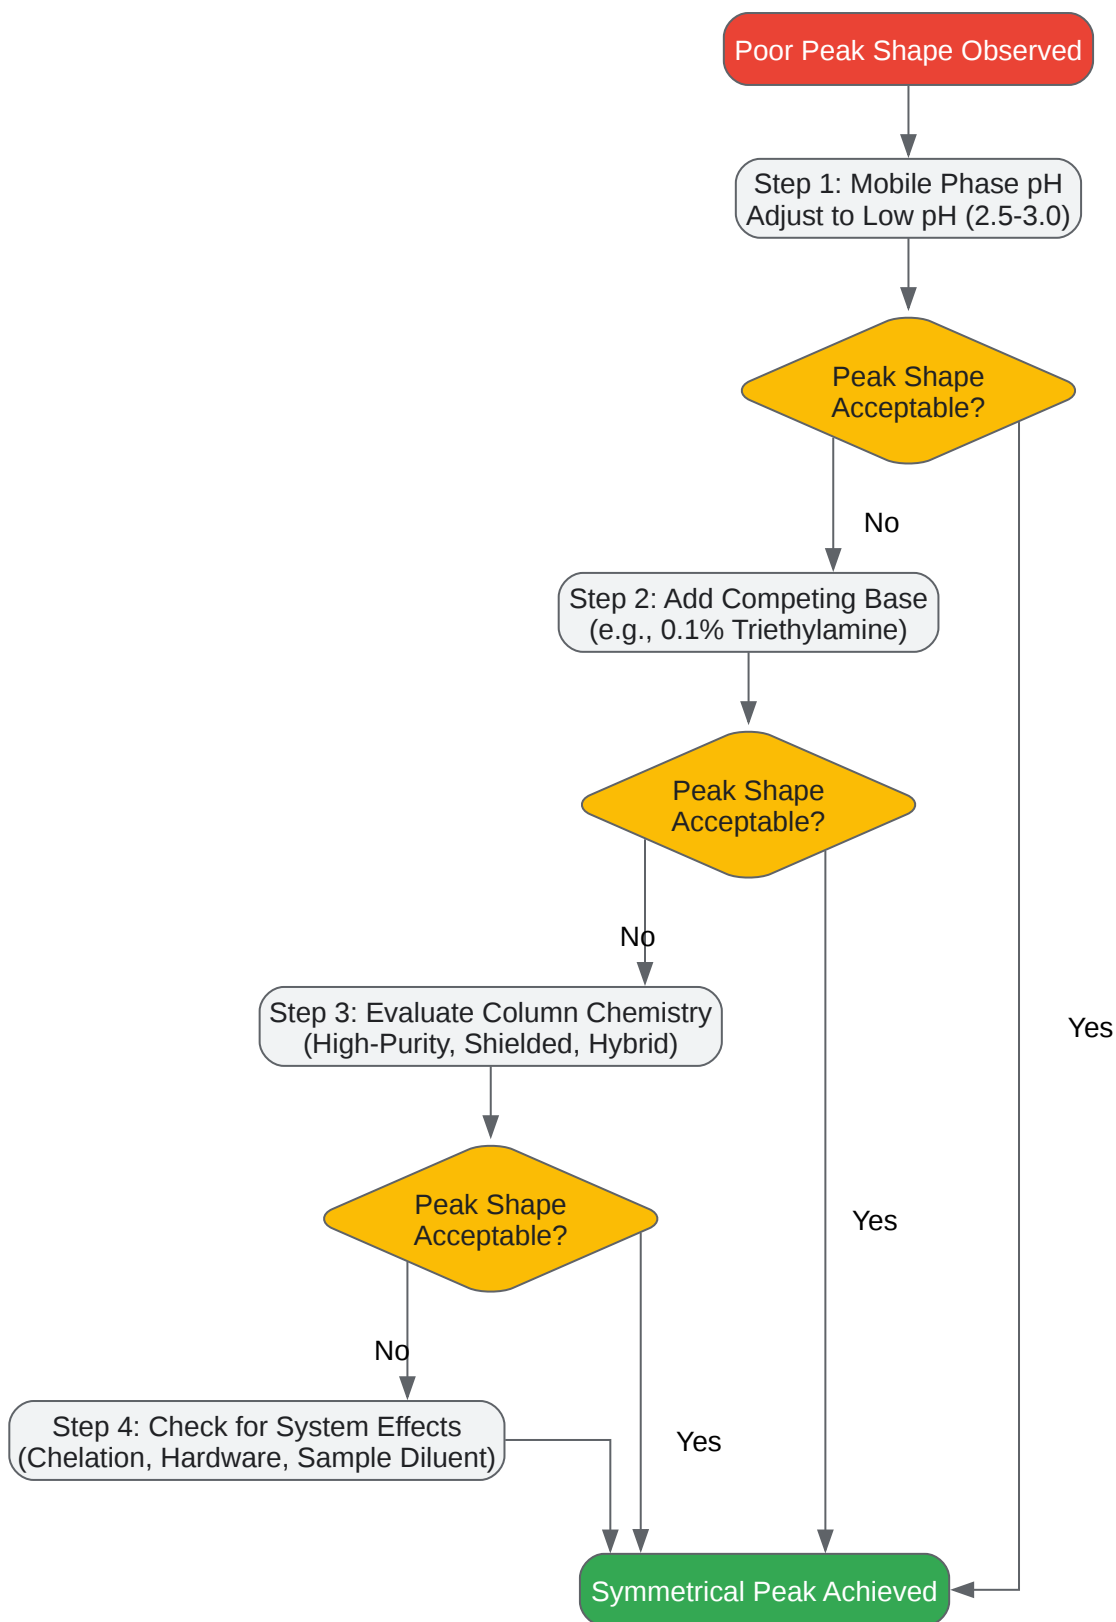 Poor Peak Shape Observed
Step 1: Mobile Phase pH
Adjust to Low pH (2.5-3.0)
Peak Shape
Acceptable?
No
Step 2: Add Competing Base
(e.g., 0.1% Triethylamine)
Peak Shape
Acceptable?
No
Step 3: Evaluate Column Chemistry
(High-Purity, Shielded, Hybrid)
Yes
Peak Shape
Acceptable?
Yes
No
Step 4: Check for System Effects
(Chelation, Hardware, Sample Diluent)
Yes
Symmetrical Peak Achieved